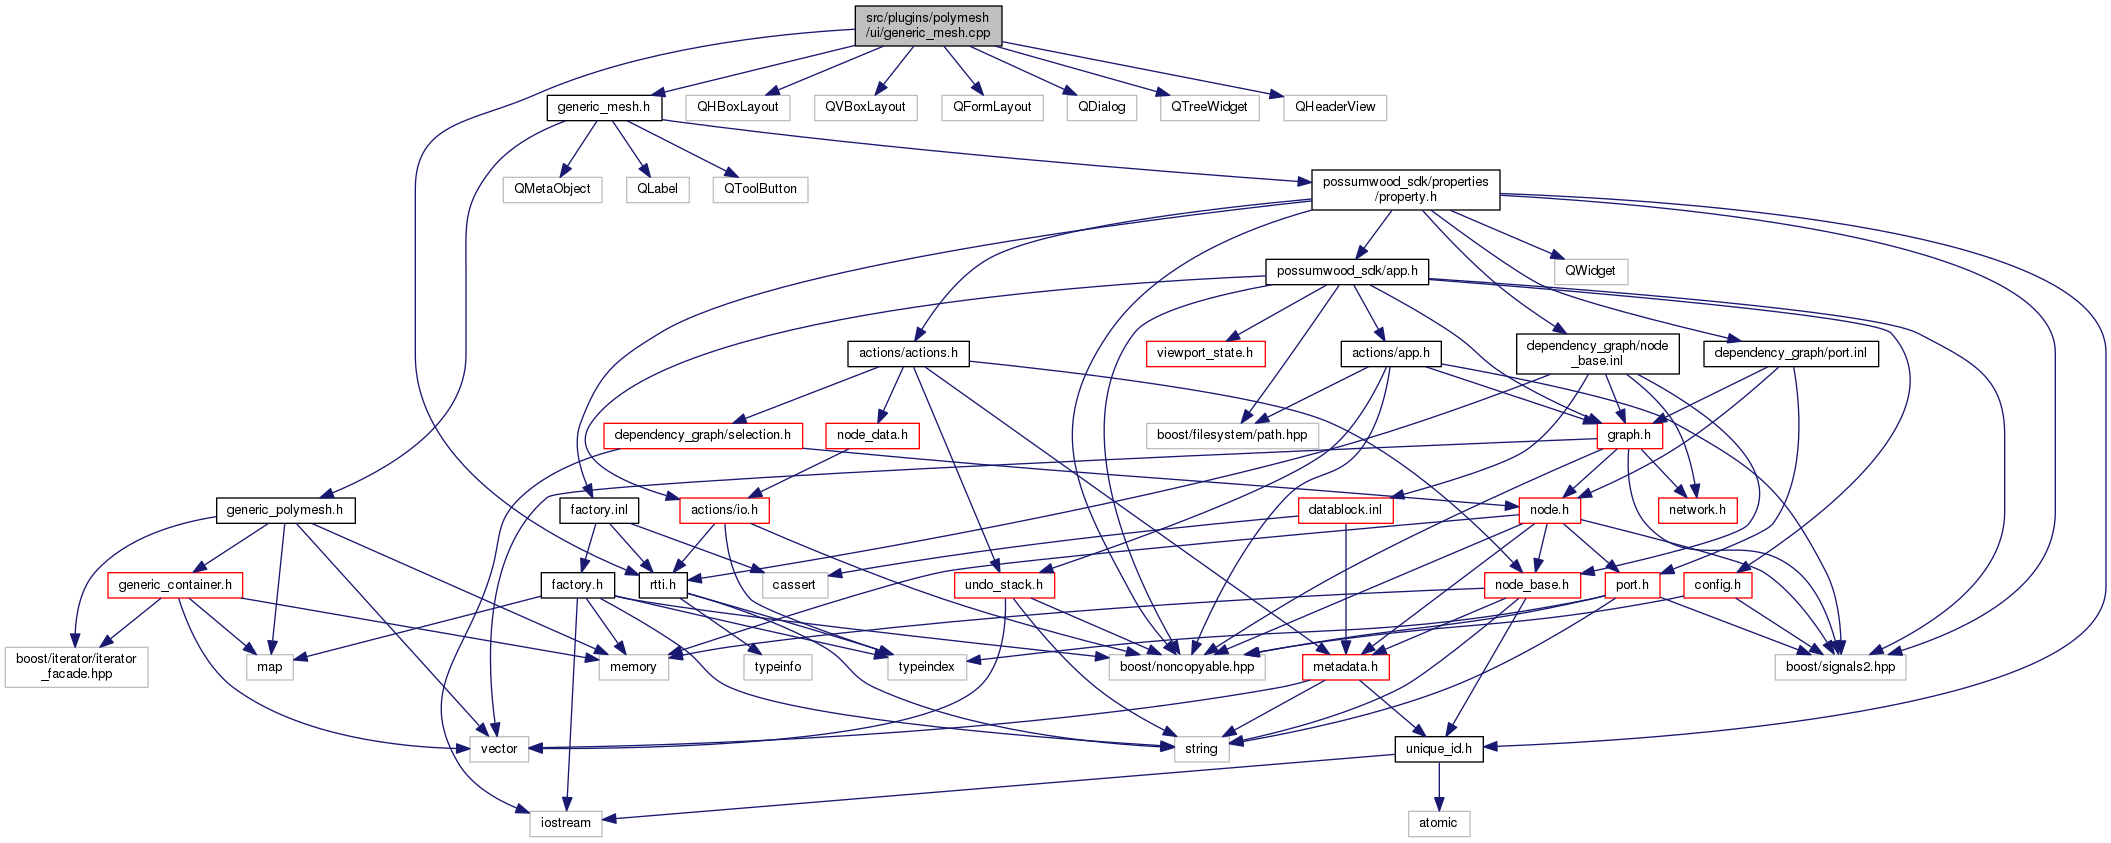 src/plugins/polymesh
/ui/generic_mesh.cpp
generic_mesh.h
QHBoxLayout
QVBoxLayout
QFormLayout
QDialog
QTreeWidget
QHeaderView
QMetaObject
QLabel
QToolButton
possumwood_sdk/properties
/property.h
possumwood_sdk/app.h
QWidget
actions/actions.h
viewport_state.h
actions/app.h
dependency_graph/node
_base.inl
dependency_graph/port.inl
dependency_graph/selection.h
node_data.h
boost/filesystem/path.hpp
graph.h
generic_polymesh.h
factory.inl
actions/io.h
datablock.inl
node.h
network.h
generic_container.h
factory.h
rtti.h
cassert
undo_stack.h
node_base.h
port.h
config.h
boost/iterator/iterator
_facade.hpp
map
memory
typeinfo
typeindex
boost/noncopyable.hpp
metadata.h
boost/signals2.hpp
vector
string
unique_id.h
iostream
atomic